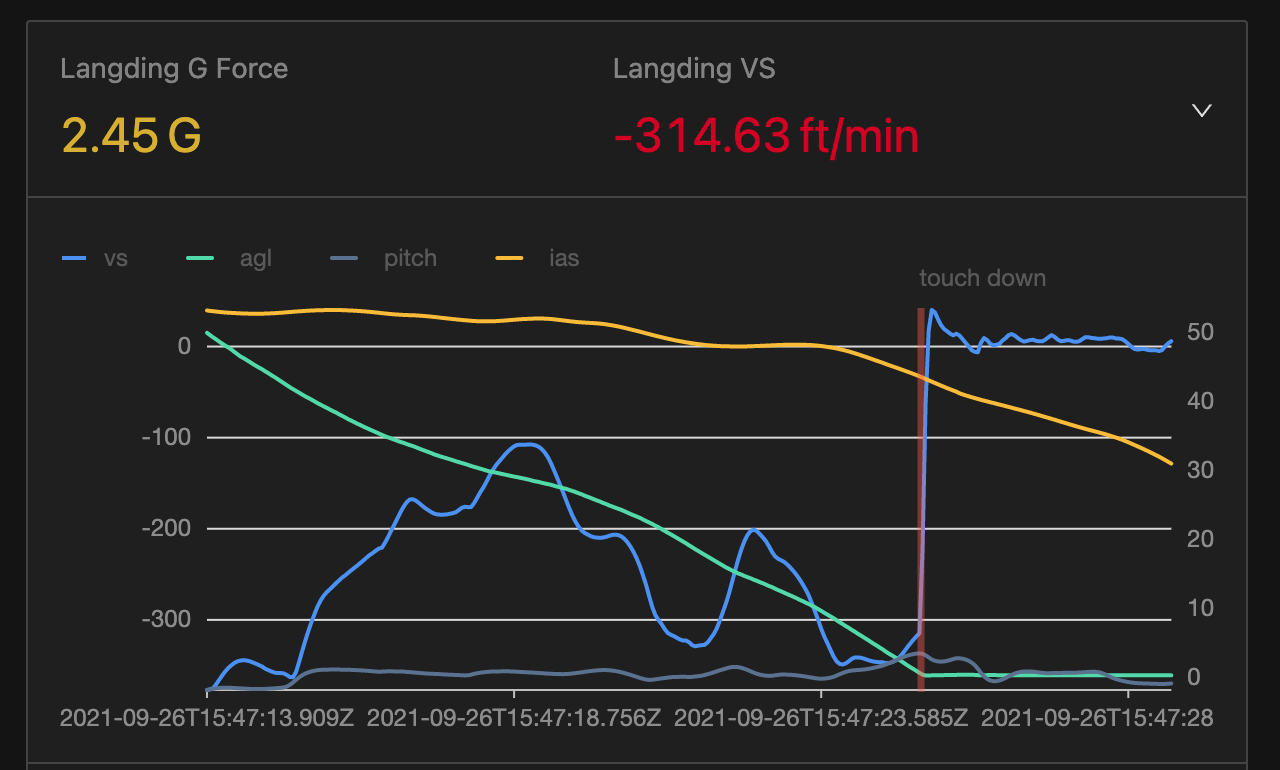 Langding G Force
Langding VS
2.45 G
-314.63 ft/min
vs agl pitch ias
touch down
0
-100
-200
-300
50
40
30
20
10
0
2021-09-26T15:47:13.909Z 2021-09-26T15:47:18.756Z 2021-09-26T15:47:23.585Z 2021-09-26T15:47:28